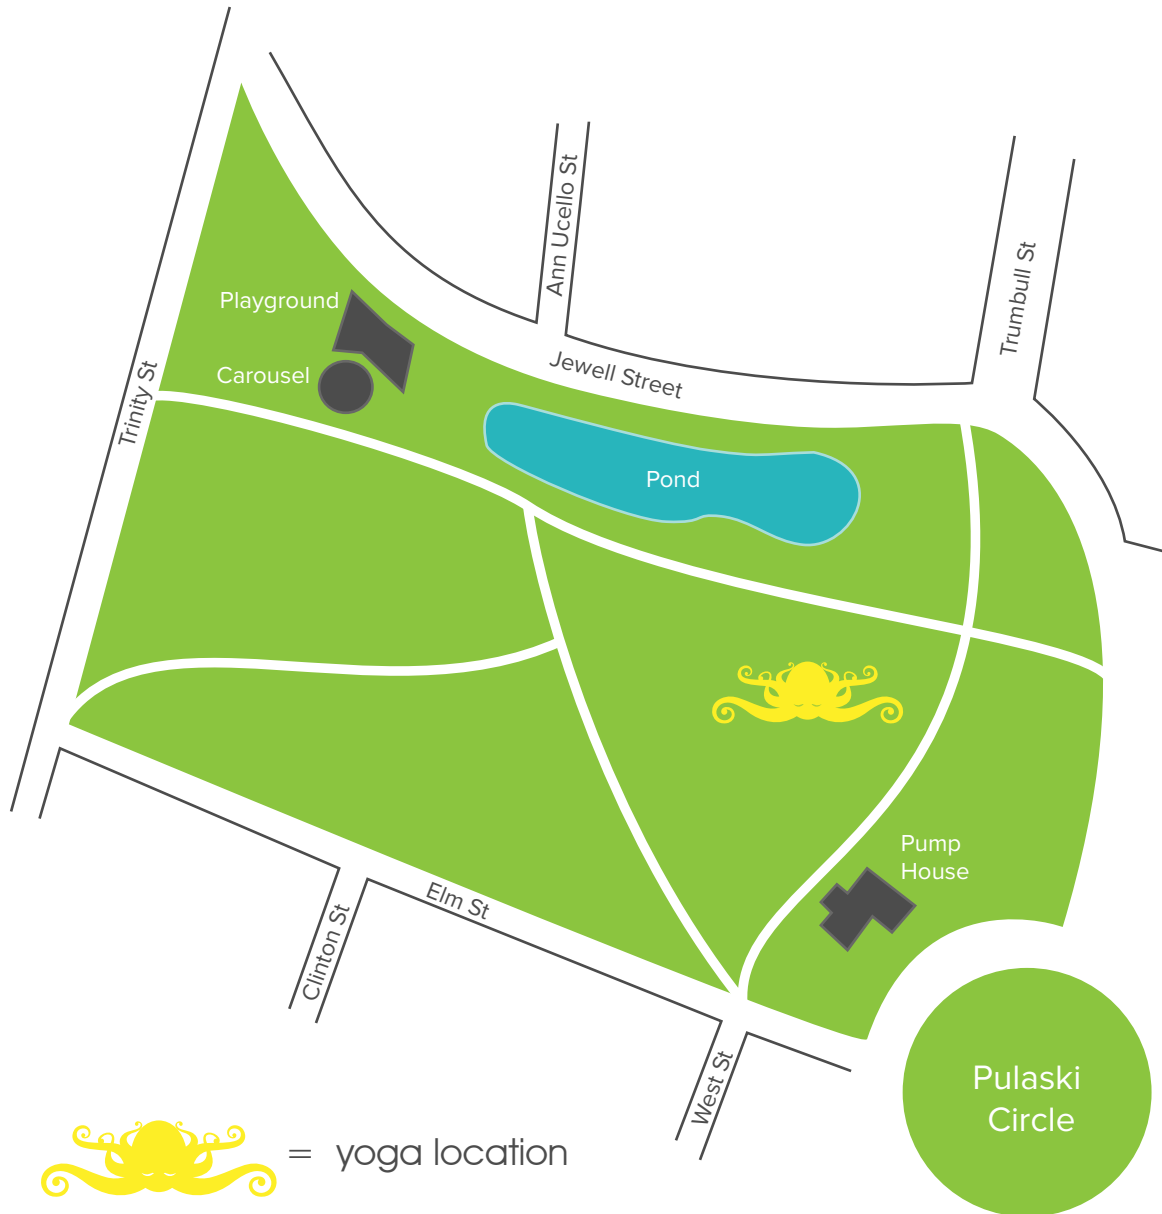 Ann Ucello St
Trumbull St
Playground
Jewell Street
Carousel
Trinity St
Pond
Pump
House
Elm St
Clinton St
West St
Pulaski
Circle
= yoga location